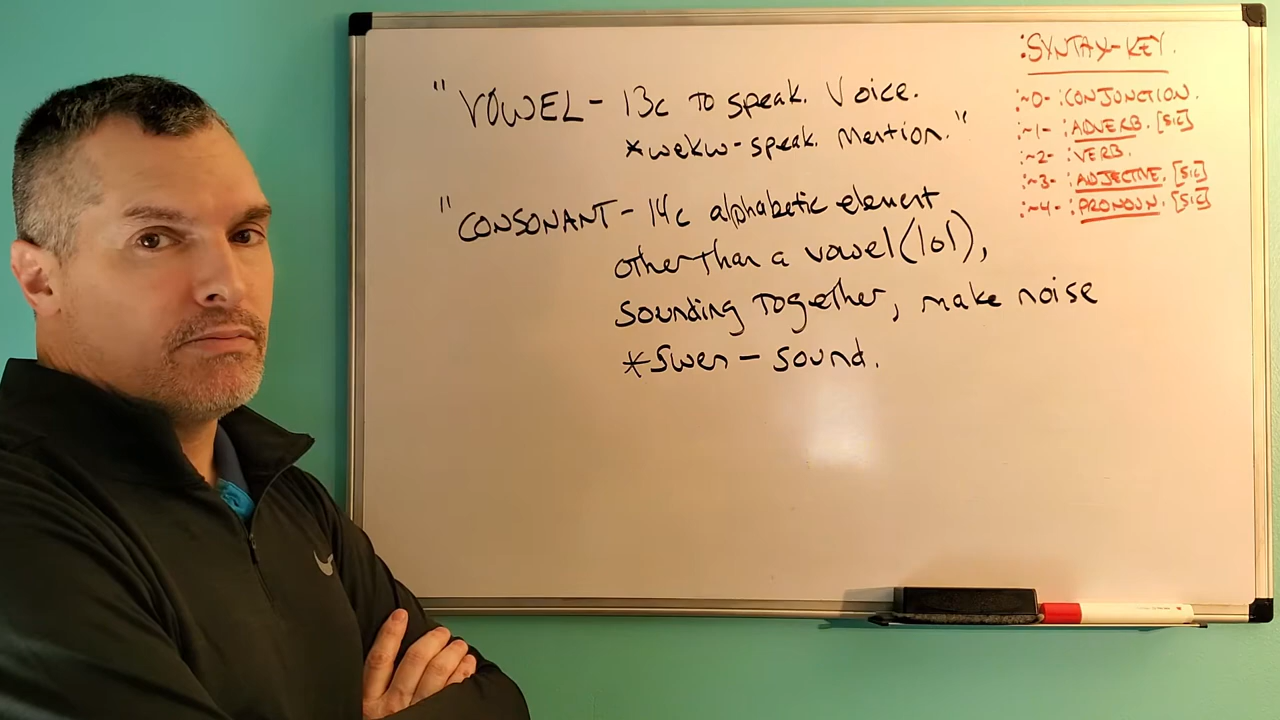 "VOWEL - 13c to speak. Voice.
*wekw - speak. Mention."
"CONSONANT - 14c alphabetic element
other than a vowel (lol),
sounding together, make noise
*swen - sound.
:SYNTAX-KEY.
:~0- :CONJUNCTION.
:~1- :ADVERB. [SIC]
:~2- :VERB.
:~3- :ADJECTIVE. [SIC]
:~4- :PRONOUN. [SIC]